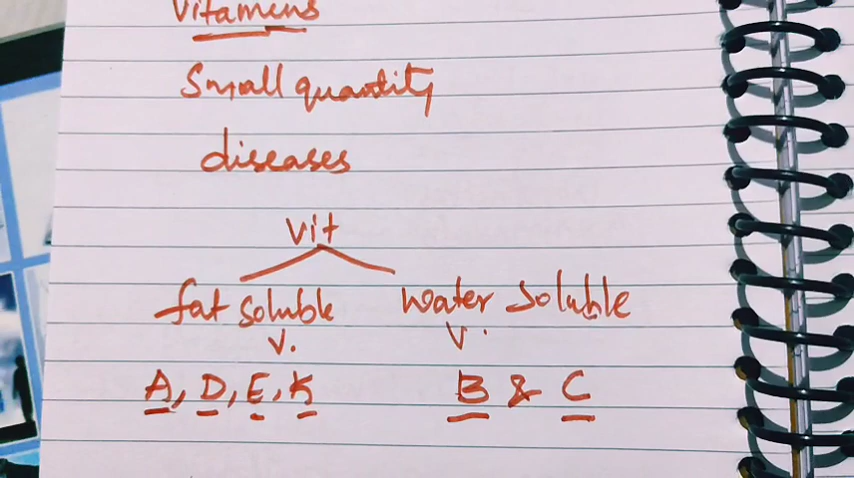 Vitamins
Small quantity
diseases
Vit
fat soluble water soluble
V. V.
A, D, E, K B & C